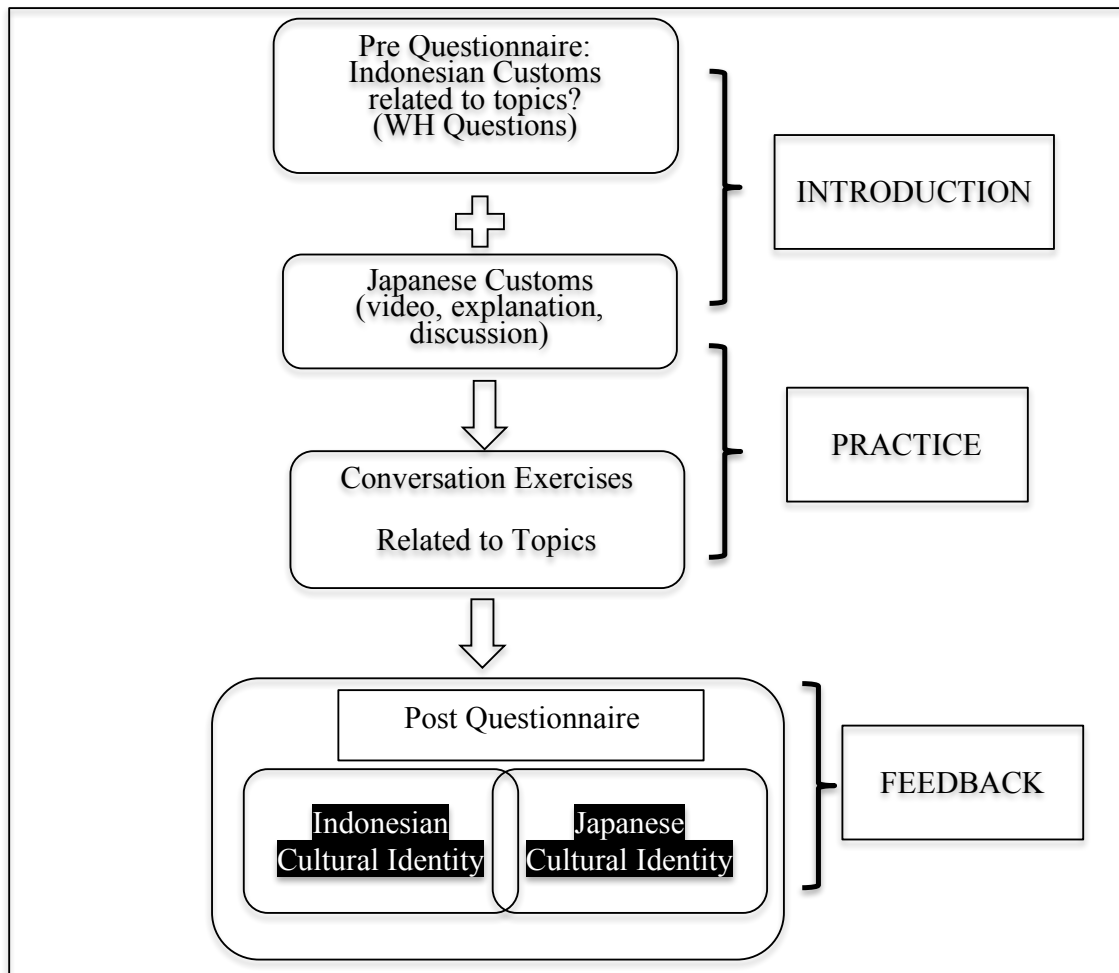 Pre Questionnaire:
Indonesian Customs
related to topics?
(WH Questions)
INTRODUCTION
Japanese Customs
(video, explanation,
discussion)
PRACTICE
Conversation Exercises
Related to Topics
Post Questionnaire
FEEDBACK
Indonesian
Cultural Identity
Japanese
Cultural Identity